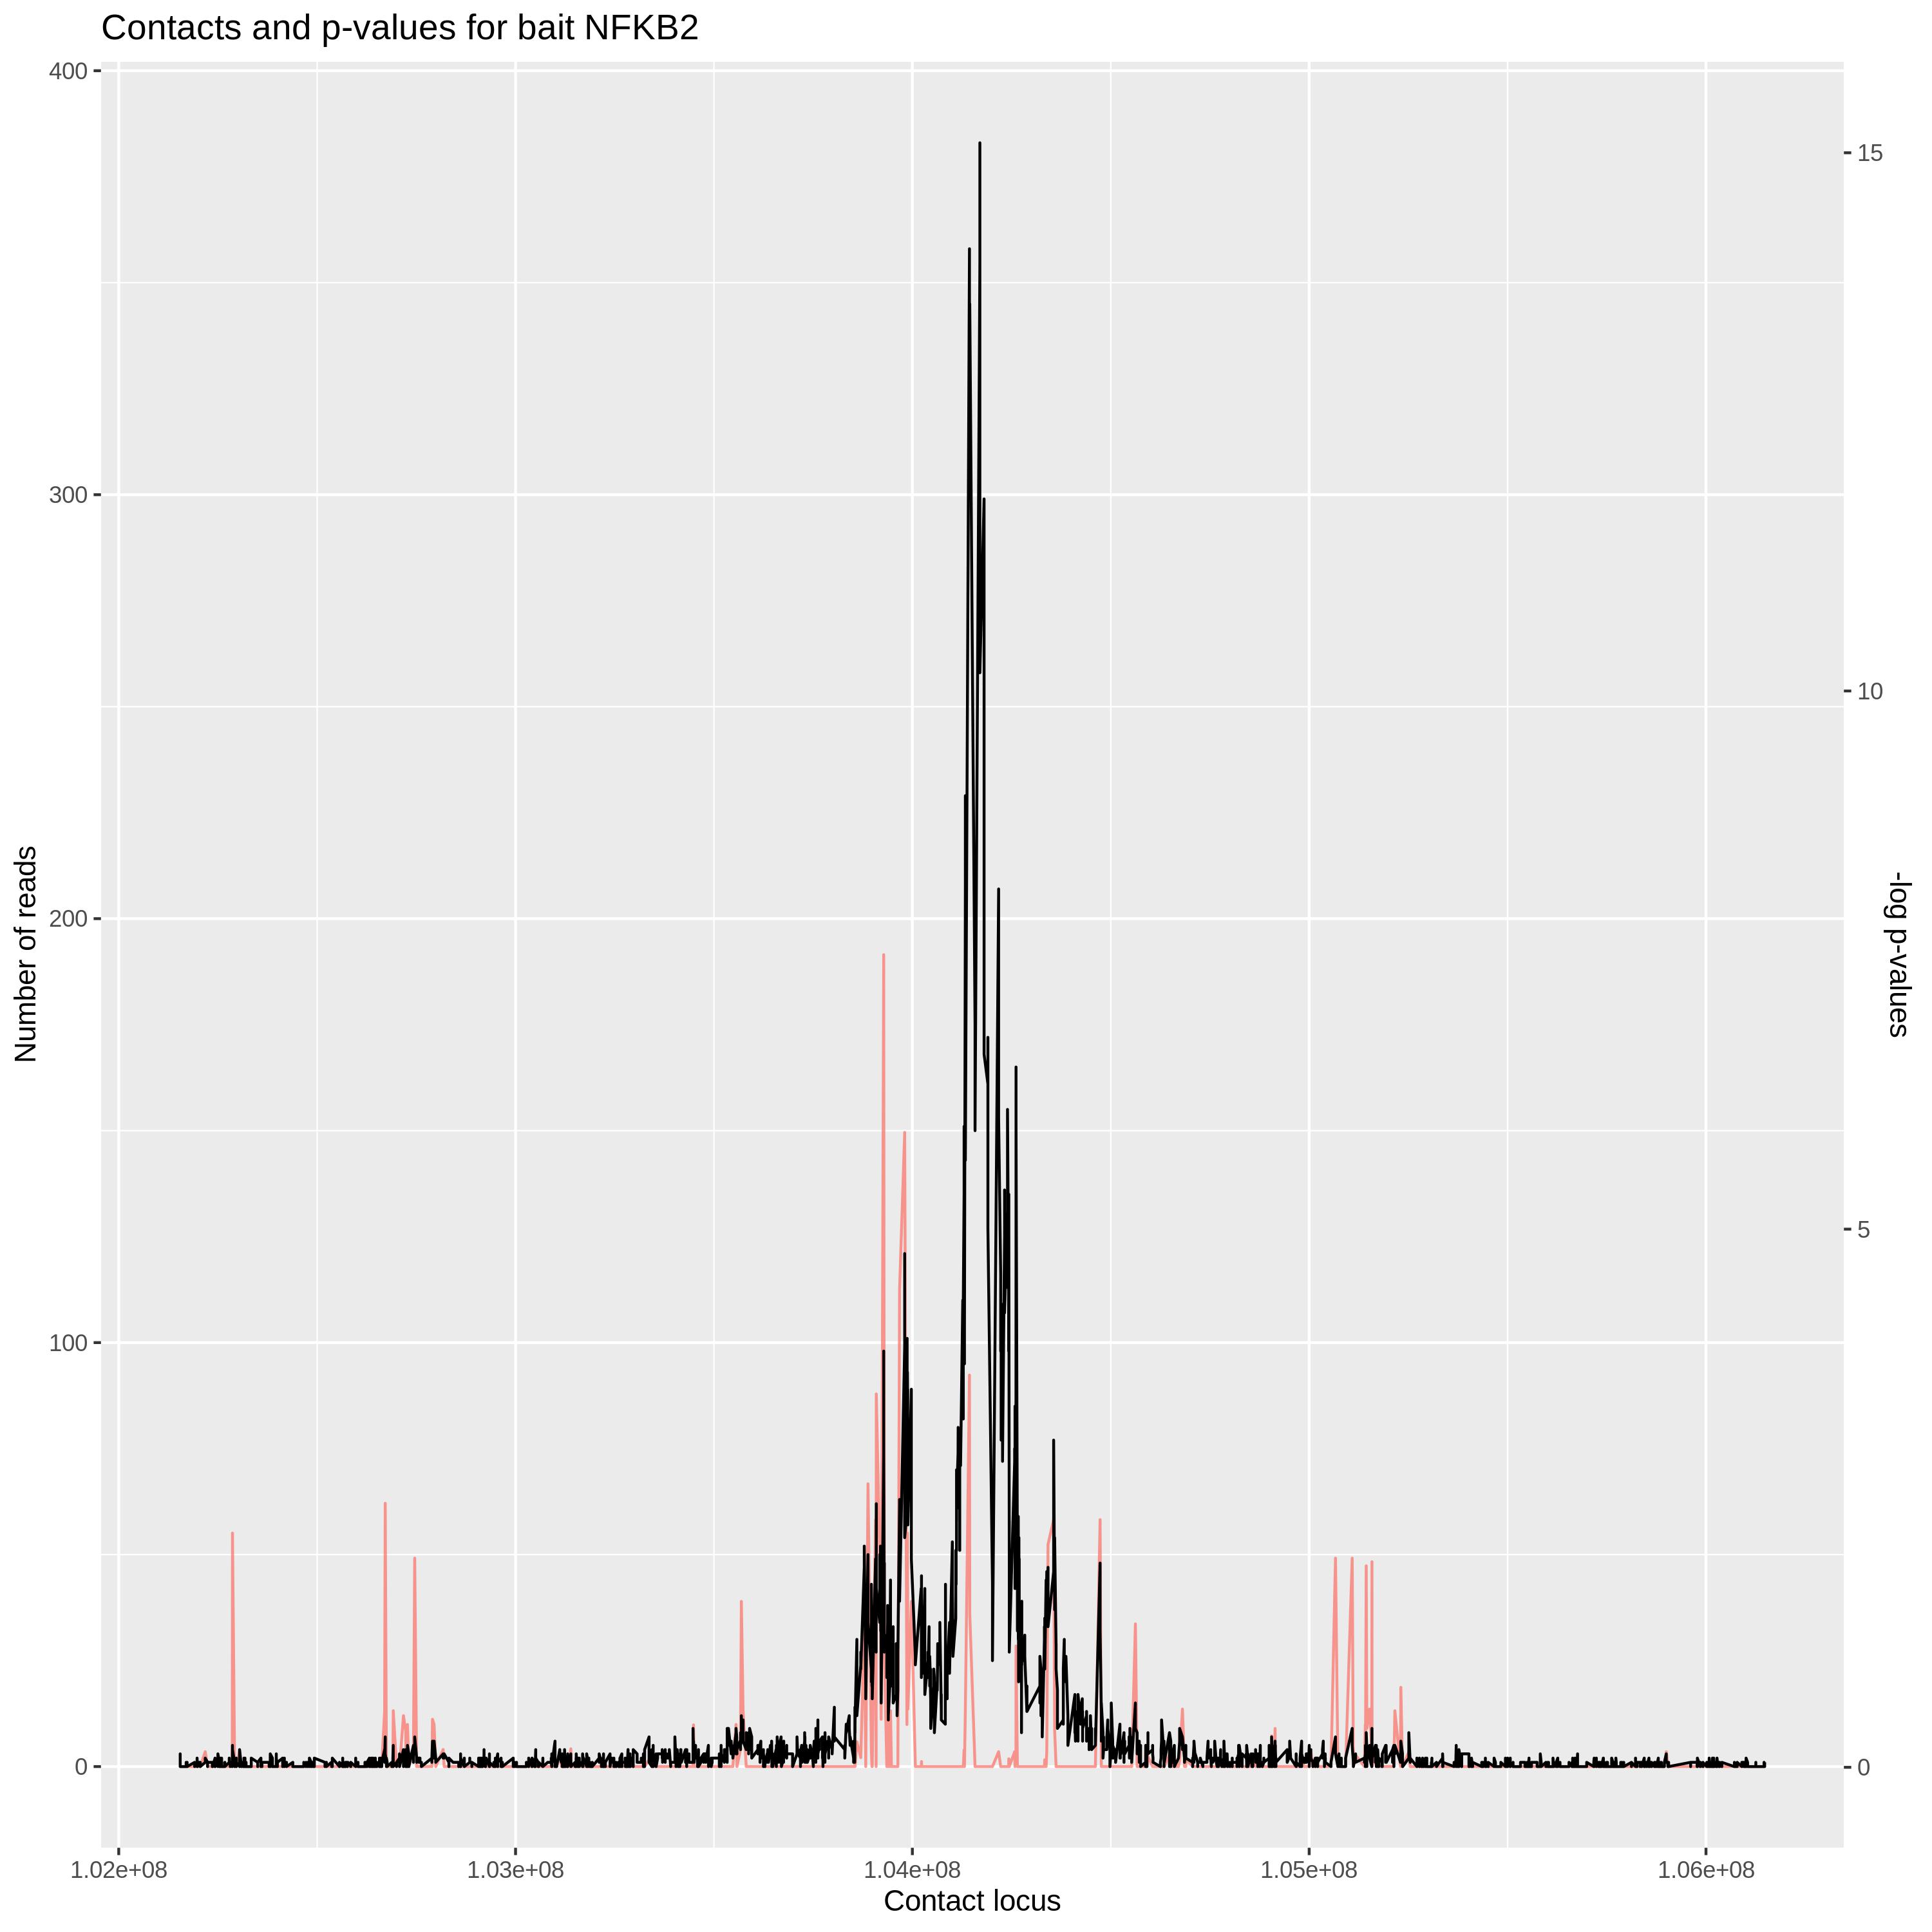 Contacts and p-values for bait NFKB2
400
300
200
100
0
Number of reads
15
10
5
0
-log p-values
1.02e+08 1.03e+08 1.04e+08 1.05e+08 1.06e+08
Contact locus